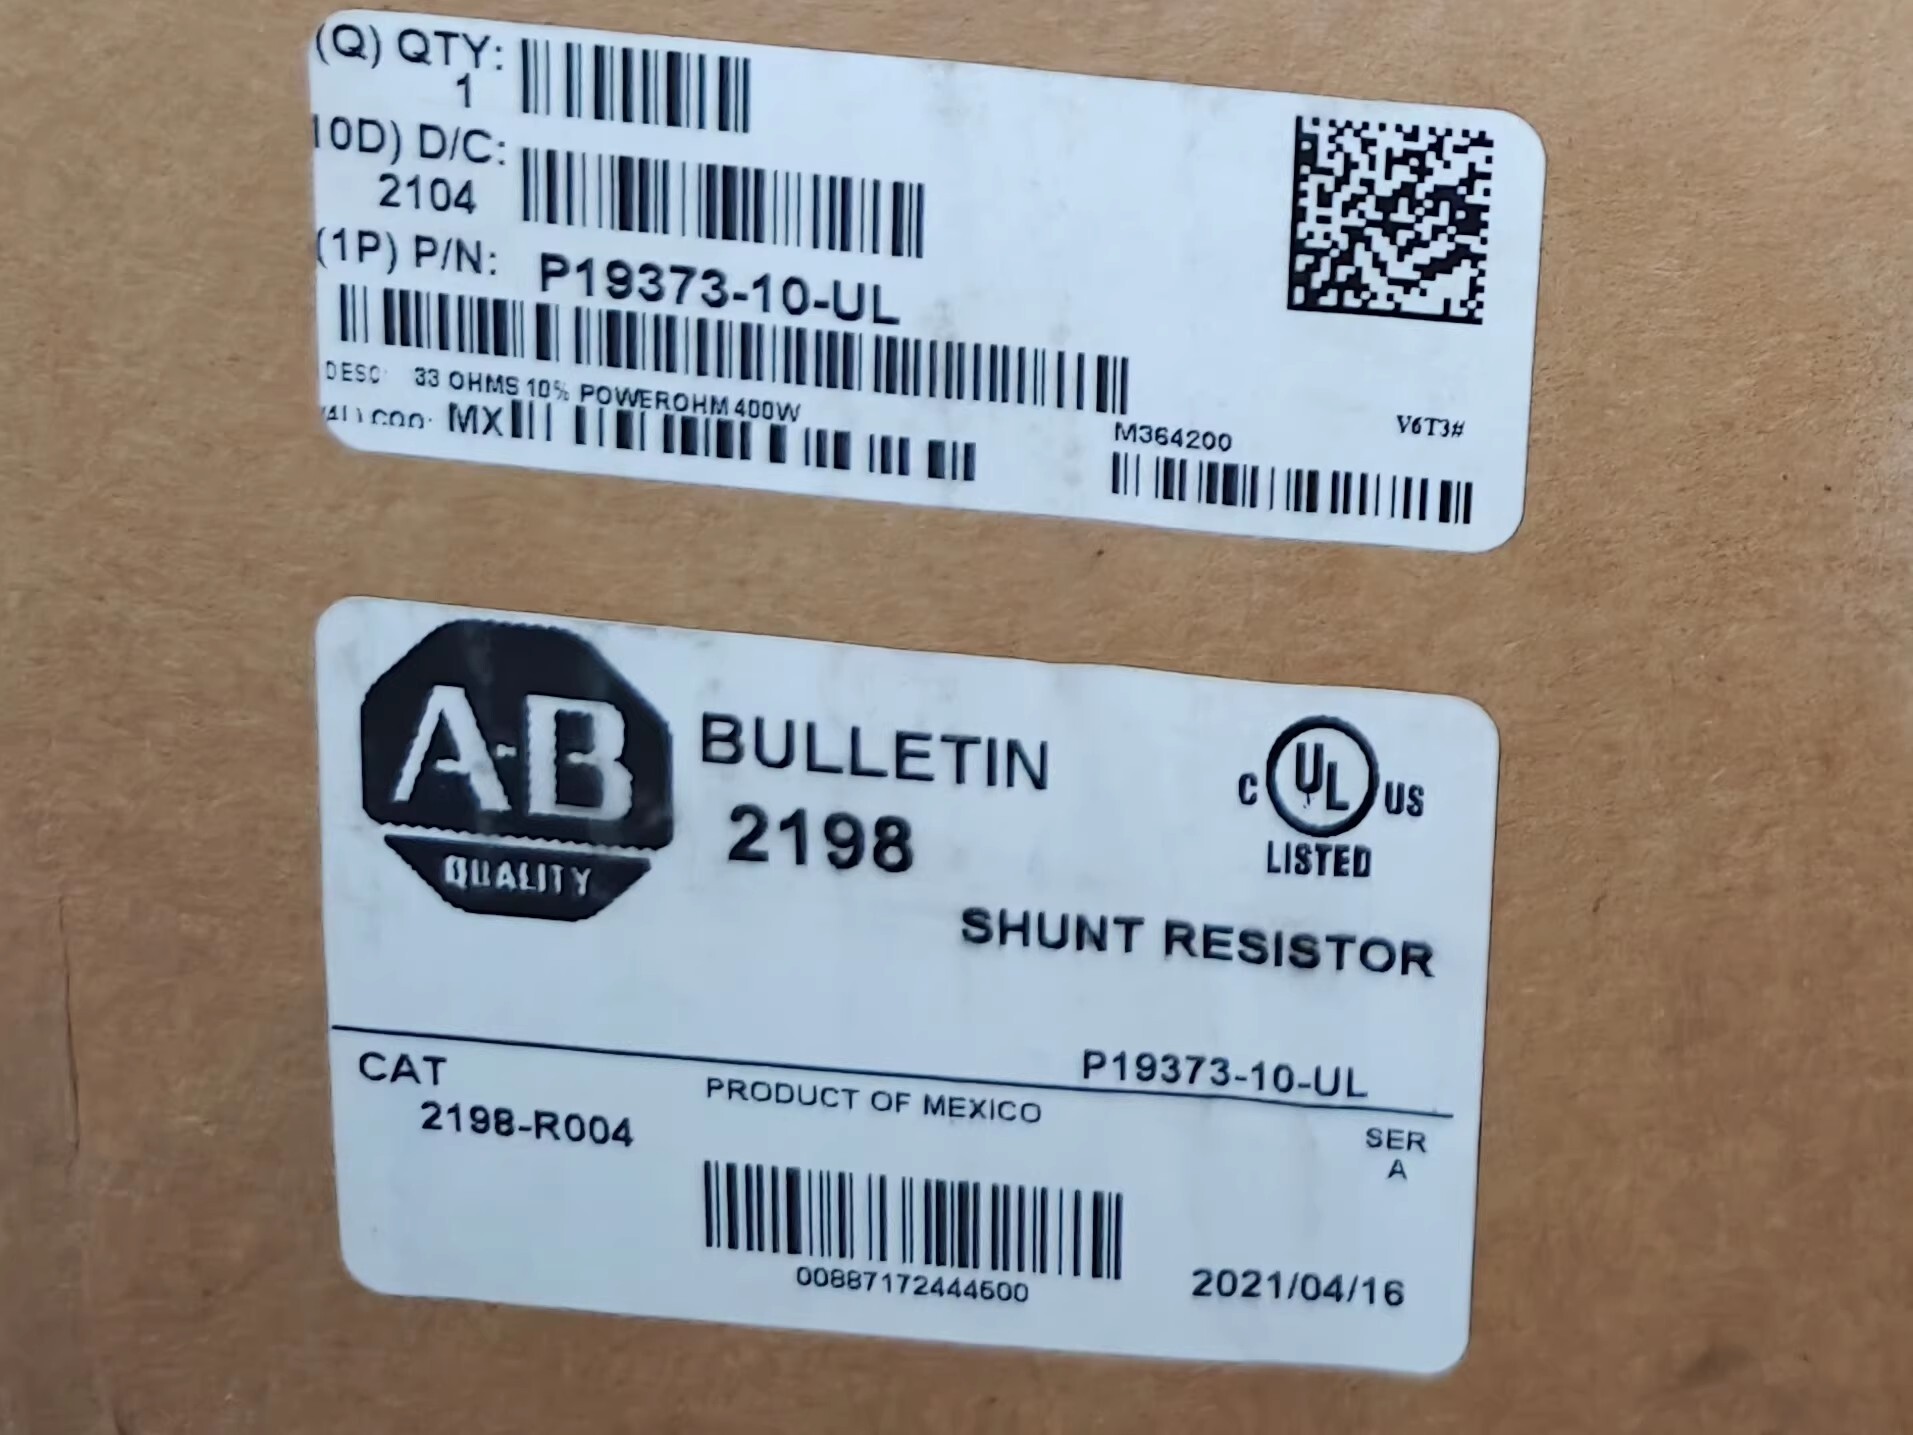 (Q) QTY:
1
10D) D/C:
2104
(1P) P/N: P19373-10-UL
DESC: 33 OHMS 10% POWEROHM 400W
MX
M364200
V6T3#
A-B
QUALITY
BULLETIN
2198
C UL US
LISTED
SHUNT RESISTOR
P19373-10-UL
CAT
2198-R004
PRODUCT OF MEXICO
SER
A
00887172444600
2021/04/16